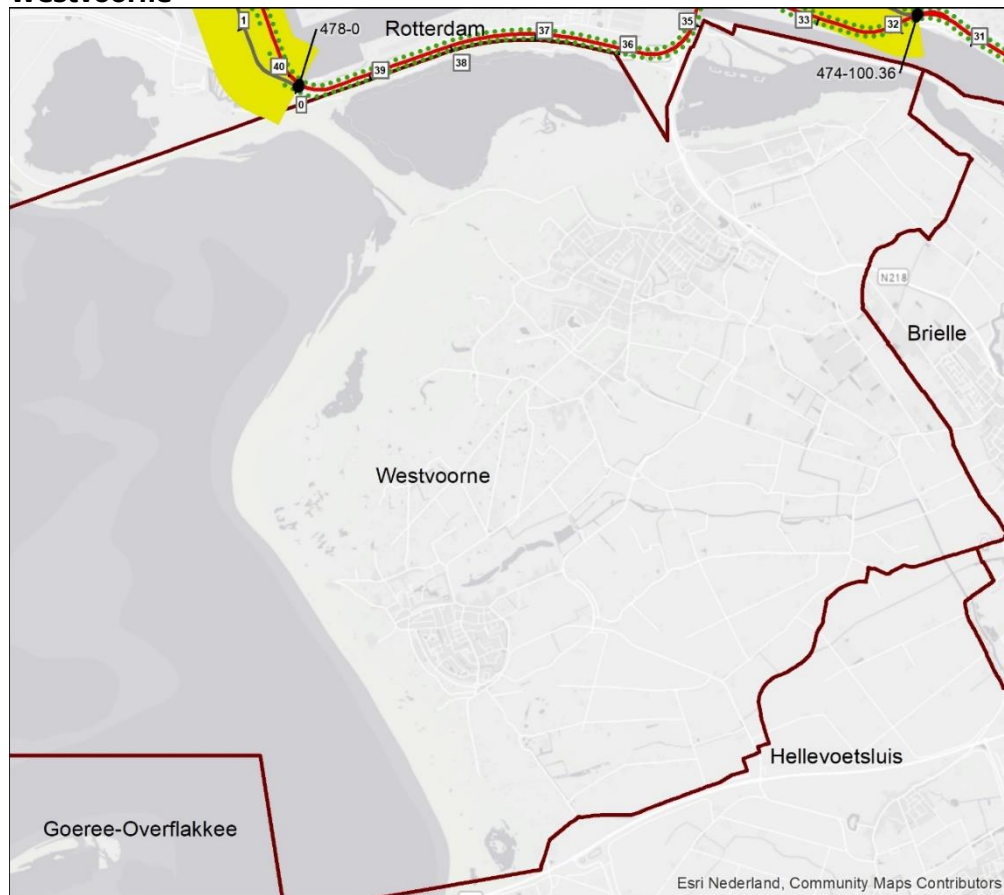 Westvoorne
1
Rotterdam
478-0
40
39
38
37
36
35
33
32
31
0
474-100.36
N218
Brielle
Westvoorne
Hellevoetsluis
Goeree-Overflakkee
Esri Nederland, Community Maps Contributors